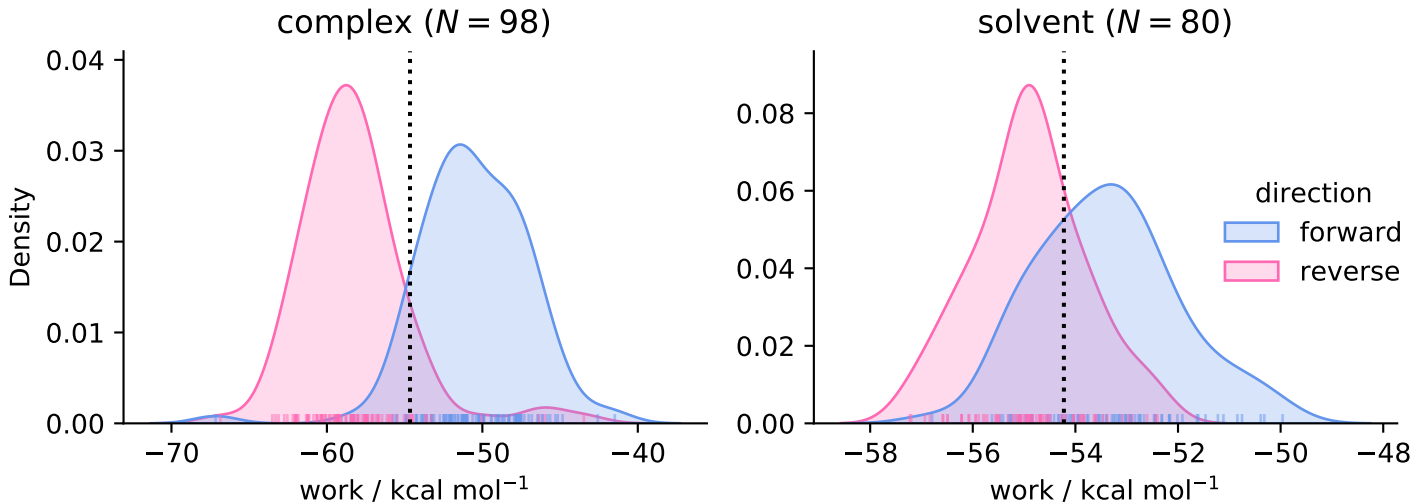 complex (N = 98)
0.04
0.03
0.02
0.01
0.00
Density
−70
−60
−50
−40
work / kcal mol⁻¹
solvent (N = 80)
0.08
0.06
0.04
0.02
0.00
−58
−56
−54
−52
−50
−48
work / kcal mol⁻¹
direction
forward
reverse